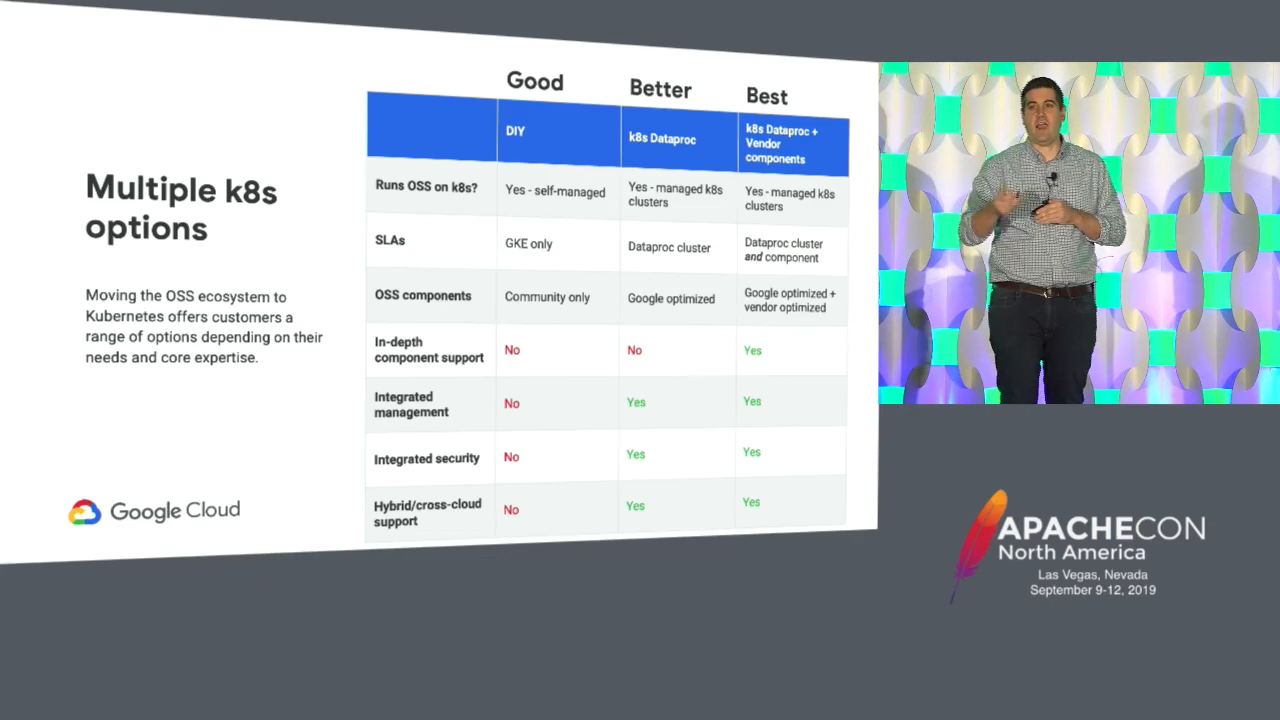 Multiple k8s
options
Moving the OSS ecosystem to
Kubernetes offers customers a
range of options depending on their
needs and core expertise.
Google Cloud
Good
Better
Best
DIY
k8s Dataproc
k8s Dataproc +
Vendor
components
Runs OSS on k8s?
Yes - self-managed
Yes - managed k8s
clusters
Yes - managed k8s
clusters
SLAs
GKE only
Dataproc cluster
Dataproc cluster
and component
OSS components
Community only
Google optimized
Google optimized +
vendor optimized
In-depth
component support
No
No
Yes
Integrated
management
No
Yes
Yes
Integrated security
No
Yes
Yes
Hybrid/cross-cloud
support
No
Yes
Yes
APACHECON
North America
Las Vegas, Nevada
September 9-12, 2019